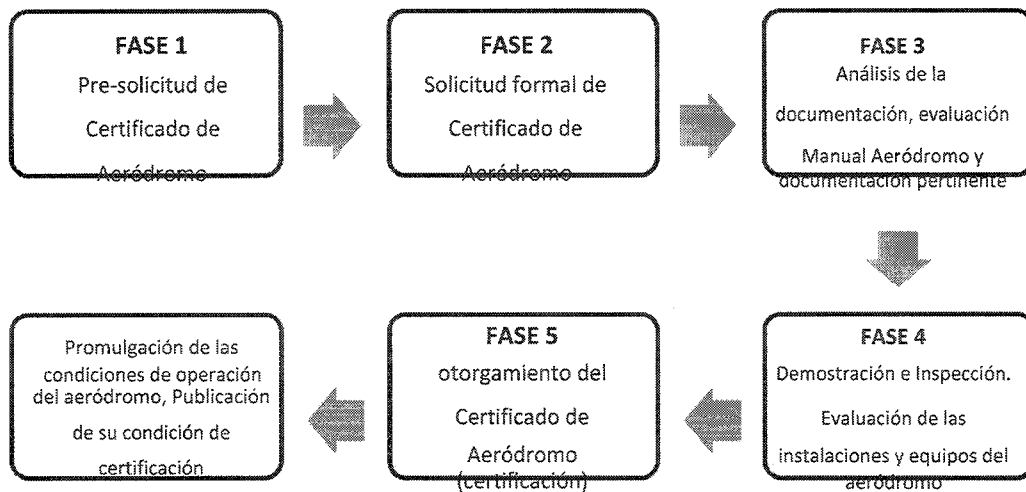 FASE 1
Pre-solicitud de
Certificado de
Aeródromo
FASE 2
Solicitud formal de
Certificado de
Aeródromo
FASE 3
Análisis de la
documentación, evaluación
Manual Aeródromo y
documentación pertinente
FASE 4
Demostración e Inspección.
Evaluación de las
instalaciones y equipos del
aeródromo
FASE 5
otorgamiento del
Certificado de
Aeródromo
(certificación)
Promulgación de las
condiciones de operación
del aeródromo, Publicación
de su condición de
certificación